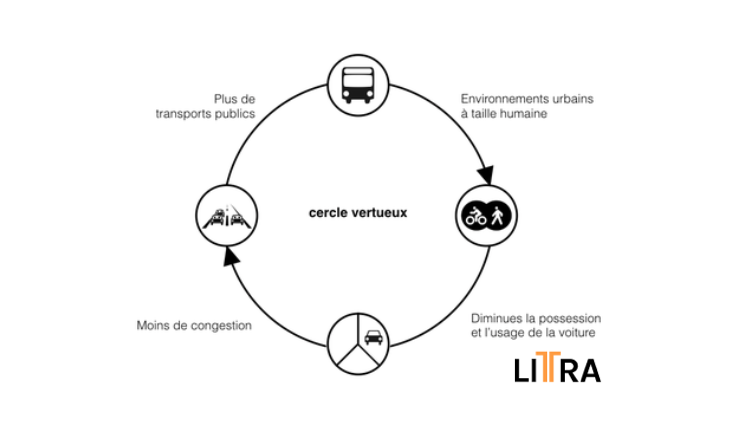 Plus de
transports publics
Environnements urbains
à taille humaine
cercle vertueux
Moins de congestion
Diminues la possession
et l'usage de la voiture
LITRA